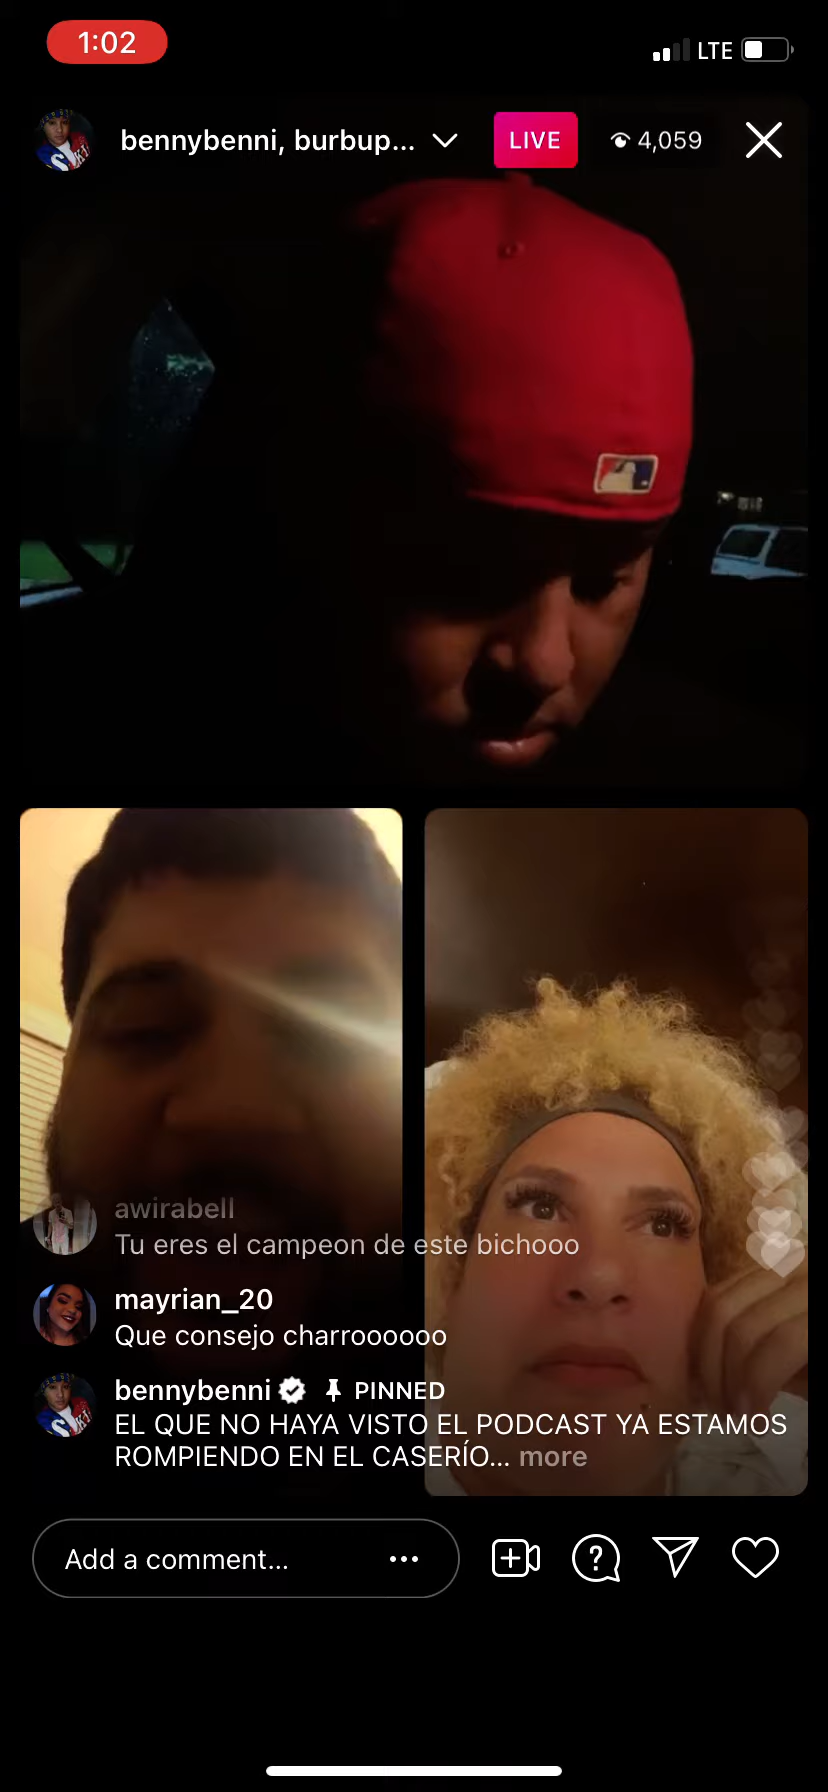 1:02
LTE
bennybenni, burbup...
LIVE
4,059
awirabell
Tu eres el campeon de este bichooo
mayrian_20
Que consejo charroooooo
bennybenni PINNED
EL QUE NO HAYA VISTO EL PODCAST YA ESTAMOS
ROMPIENDO EN EL CASERÍO... more
Add a comment...